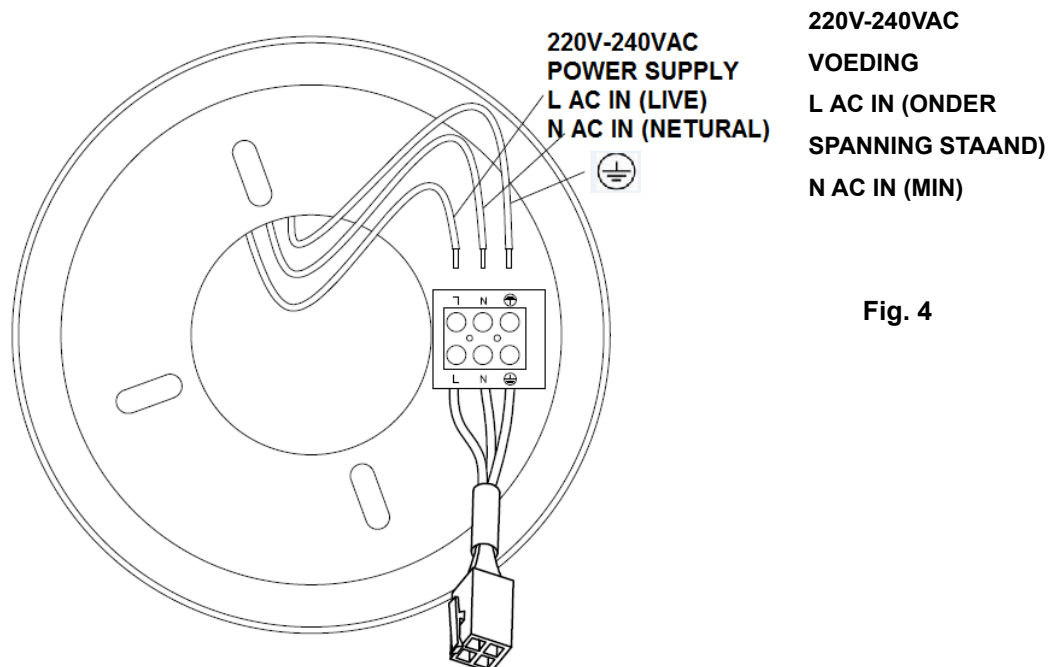 220V-240VAC
POWER SUPPLY
L AC IN (LIVE)
N AC IN (NETURAL)
220V-240VAC
VOEDING
L AC IN (ONDER
SPANNING STAAND)
N AC IN (MIN)
Fig. 4
L N
L N